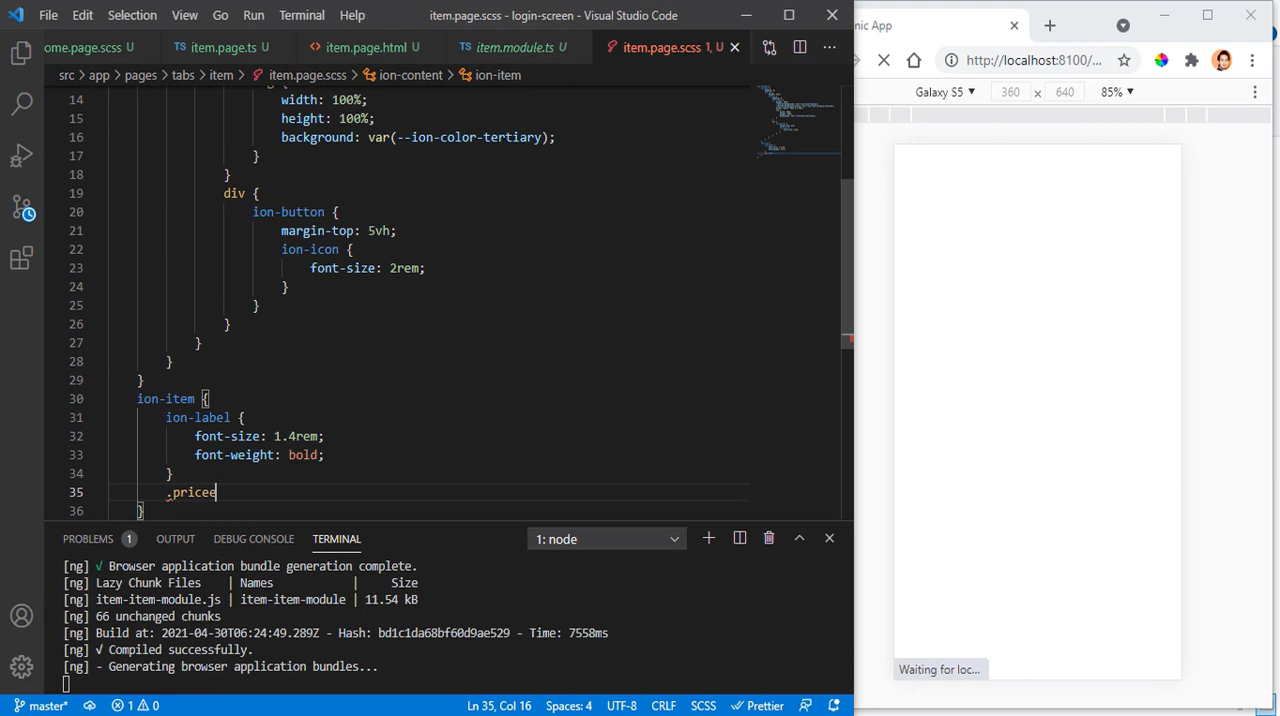 File Edit Selection View Go Run Terminal Help item.page.scss - login-screen - Visual Studio Code
ome.page.scss U TS item.page.ts U <> item.page.html U TS item.module.ts U item.page.scss 1, U
src > app > pages > tabs > item > item.page.scss > ion-content > ion-item
14 width: 100%;
15 height: 100%;
16 background: var(--ion-color-tertiary);
17 }
18 }
19 div {
20 ion-button {
21 margin-top: 5vh;
22 ion-icon {
23 font-size: 2rem;
24 }
25 }
26 }
27 }
28 }
29 }
30 ion-item {
31 ion-label {
32 font-size: 1.4rem;
33 font-weight: bold;
34 }
35 .pricee
36 }
PROBLEMS 1 OUTPUT DEBUG CONSOLE TERMINAL 1: node
[ng] √ Browser application bundle generation complete.
[ng] Lazy Chunk Files | Names | Size
[ng] item-item-module.js | item-item-module | 11.54 kB
[ng] 66 unchanged chunks
[ng] Build at: 2021-04-30T06:24:49.289Z - Hash: bd1c1da68bf60d9ae529 - Time: 7558ms
[ng] √ Compiled successfully.
[ng] - Generating browser application bundles...
master* 1 0 Ln 35, Col 16 Spaces: 4 UTF-8 CRLF SCSS Prettier
nic App
http://localhost:8100/...
Galaxy S5 360 x 640 85%
Waiting for loc...